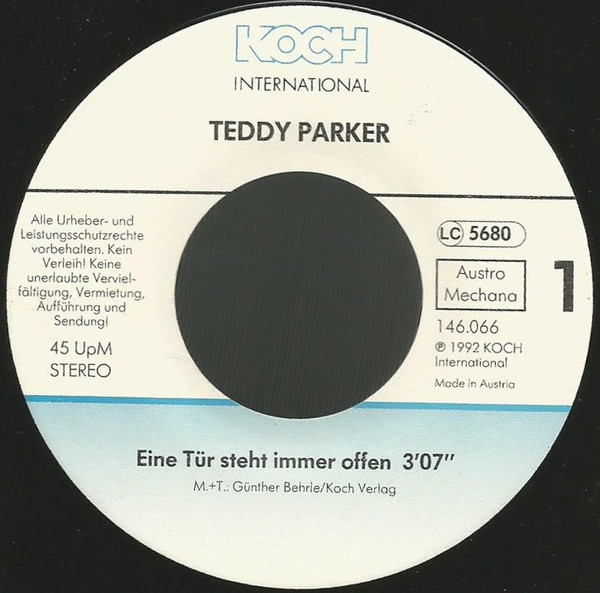 KOCH
INTERNATIONAL
TEDDY PARKER
Alle Urheber- und
Leistungsschutzrechte
vorbehalten. Kein
Verleih! Keine
unerlaubte Verviel-
fältigung, Vermietung,
Aufführung und
Sendung!
45 UpM
STEREO
LC 5680
Austro
Mechana
1
146.066
℗ 1992 KOCH
International
Made in Austria
Eine Tür steht immer offen 3'07"
M.+T.: Günther Behrle/Koch Verlag